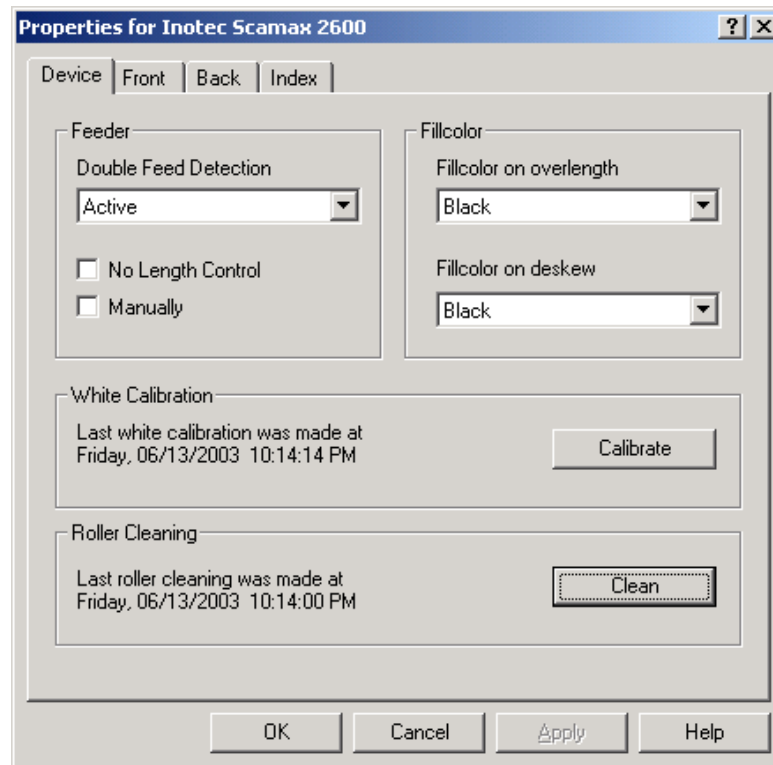 Properties for Inotec Scamax 2600
Device Front Back Index
Feeder
Double Feed Detection
Active
No Length Control
Manually
Fillcolor
Fillcolor on overlength
Black
Fillcolor on deskew
Black
White Calibration
Last white calibration was made at
Friday, 06/13/2003 10:14:14 PM
Calibrate
Roller Cleaning
Last roller cleaning was made at
Friday, 06/13/2003 10:14:00 PM
Clean
OK Cancel Apply Help